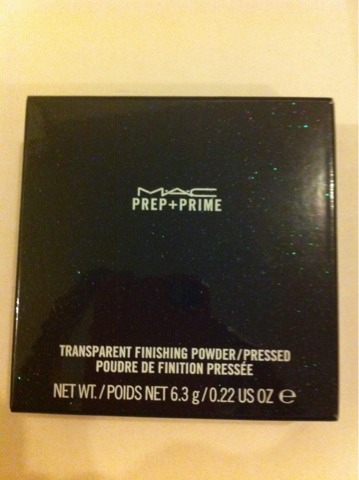 MAC
PREP+PRIME
TRANSPARENT FINISHING POWDER/PRESSED
POUDRE DE FINITION PRESSÉE
NET WT./POIDS NET 6.3 g/0.22 US OZ ℮